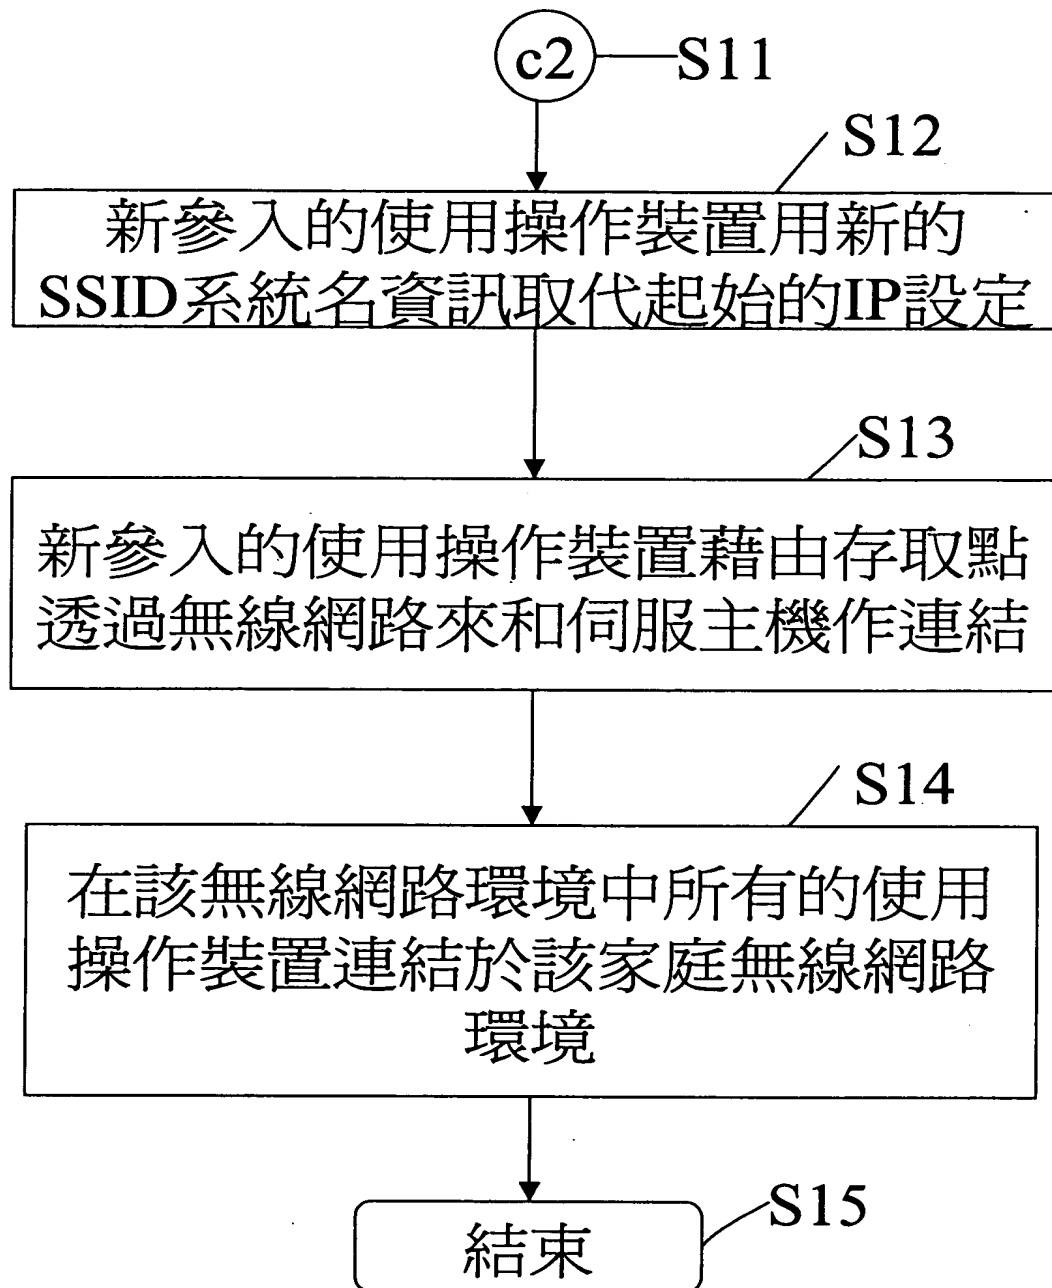 c2 S11
S12
新參入的使用操作裝置用新的
SSID系統名資訊取代起始的IP設定
S13
新參入的使用操作裝置藉由存取點
透過無線網路來和伺服主機作連結
S14
在該無線網路環境中所有的使用
操作裝置連結於該家庭無線網路
環境
S15
結束